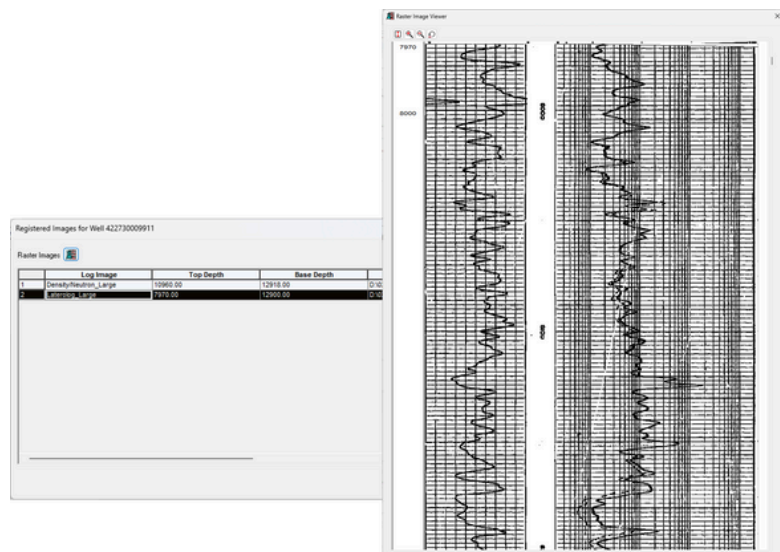 Raster Image Viewer
7970
8000
8000
Registered Images for Well 422730009911
Raster Images
Log Image Top Depth Base Depth
1 Density/Neutron_Large 10960.00 12918.00
2 Laterolog_Large 7970.00 12900.00